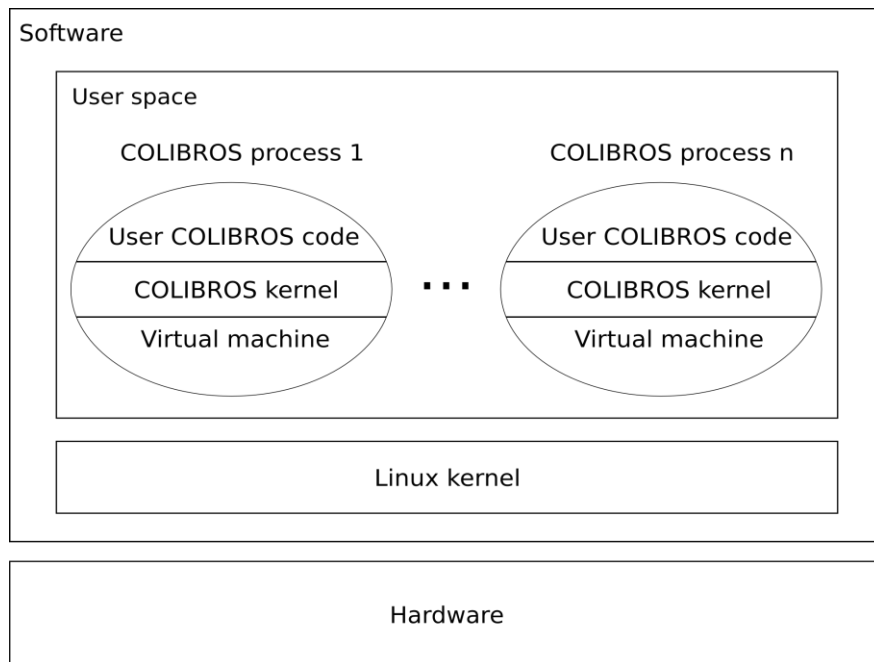 Software
User space
COLIBROS process 1
COLIBROS process n
User COLIBROS code
COLIBROS kernel
Virtual machine
...
User COLIBROS code
COLIBROS kernel
Virtual machine
Linux kernel
Hardware